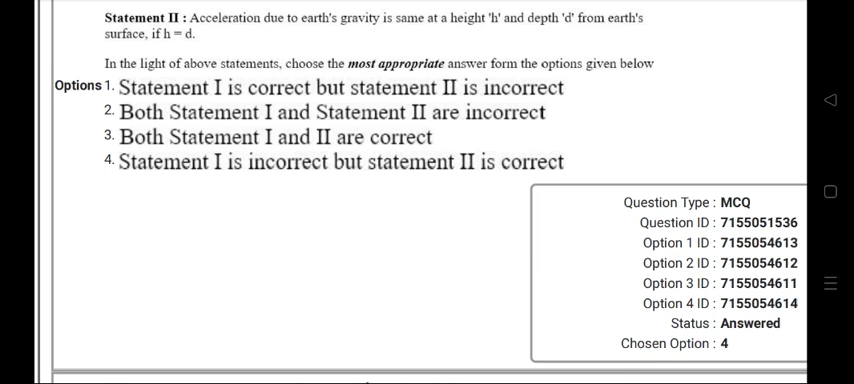 Statement II : Acceleration due to earth's gravity is same at a height 'h' and depth 'd' from earth's
surface, if h = d.
In the light of above statements, choose the most appropriate answer form the options given below
Options 1. Statement I is correct but statement II is incorrect
2. Both Statement I and Statement II are incorrect
3. Both Statement I and II are correct
4. Statement I is incorrect but statement II is correct
Question Type : MCQ
Question ID : 7155051536
Option 1 ID : 7155054613
Option 2 ID : 7155054612
Option 3 ID : 7155054611
Option 4 ID : 7155054614
Status : Answered
Chosen Option : 4